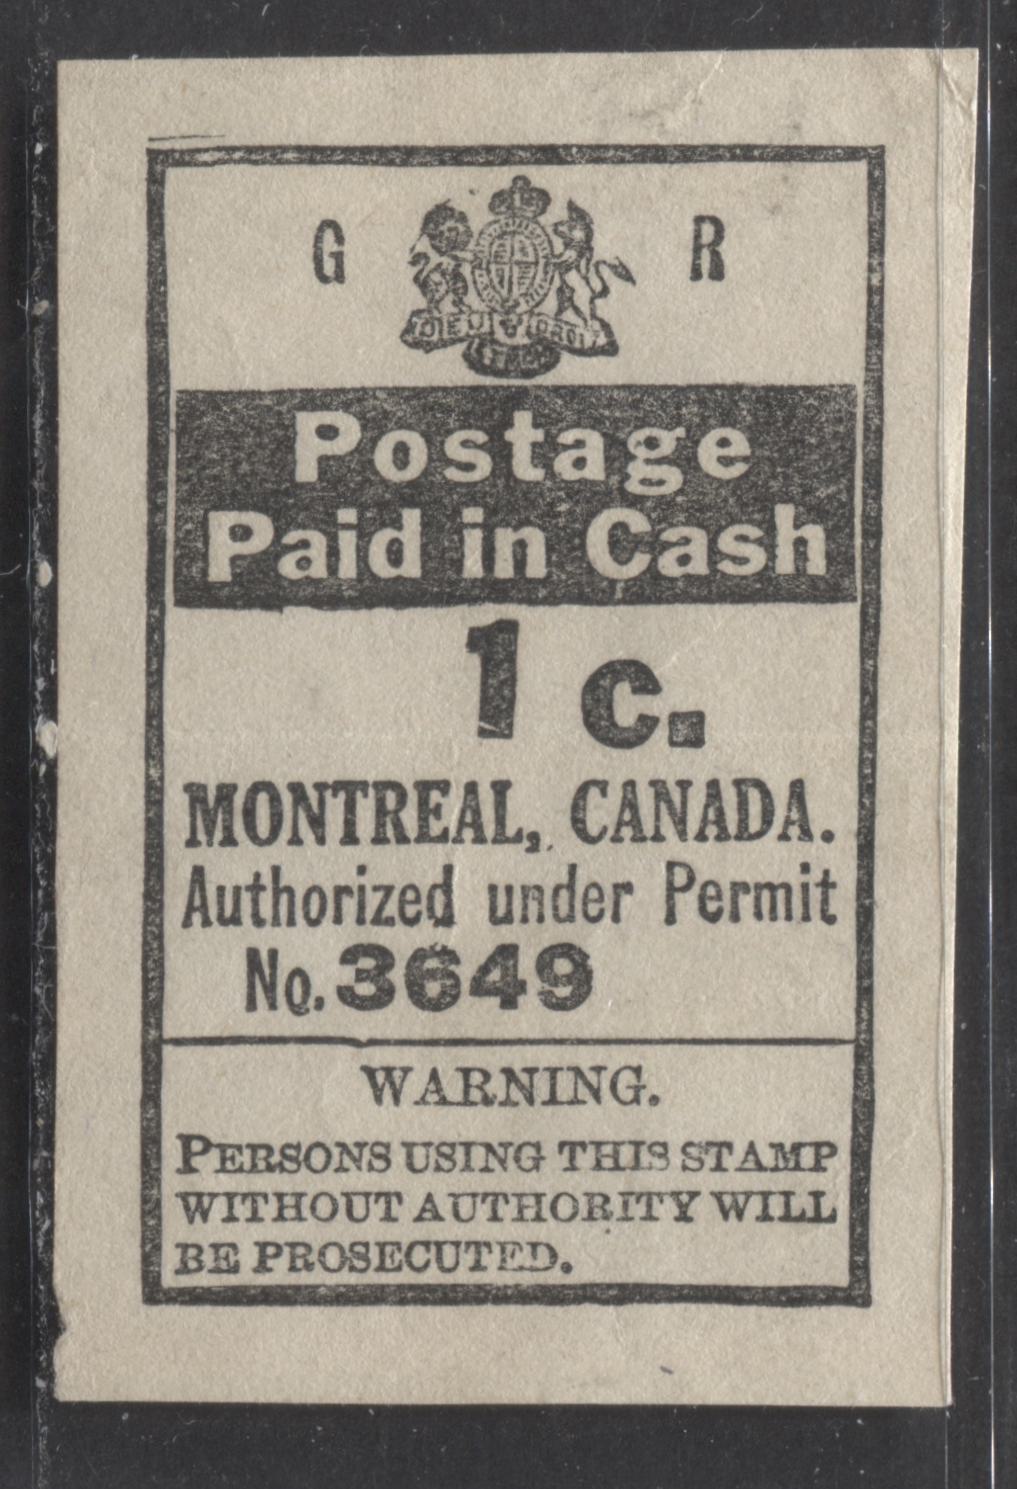 G R
DIEU ET DROIT
Postage
Paid in Cash
1 c.
MONTREAL, CANADA.
Authorized under Permit
No. 3649
WARNING.
PERSONS USING THIS STAMP
WITHOUT AUTHORITY WILL
BE PROSECUTED.